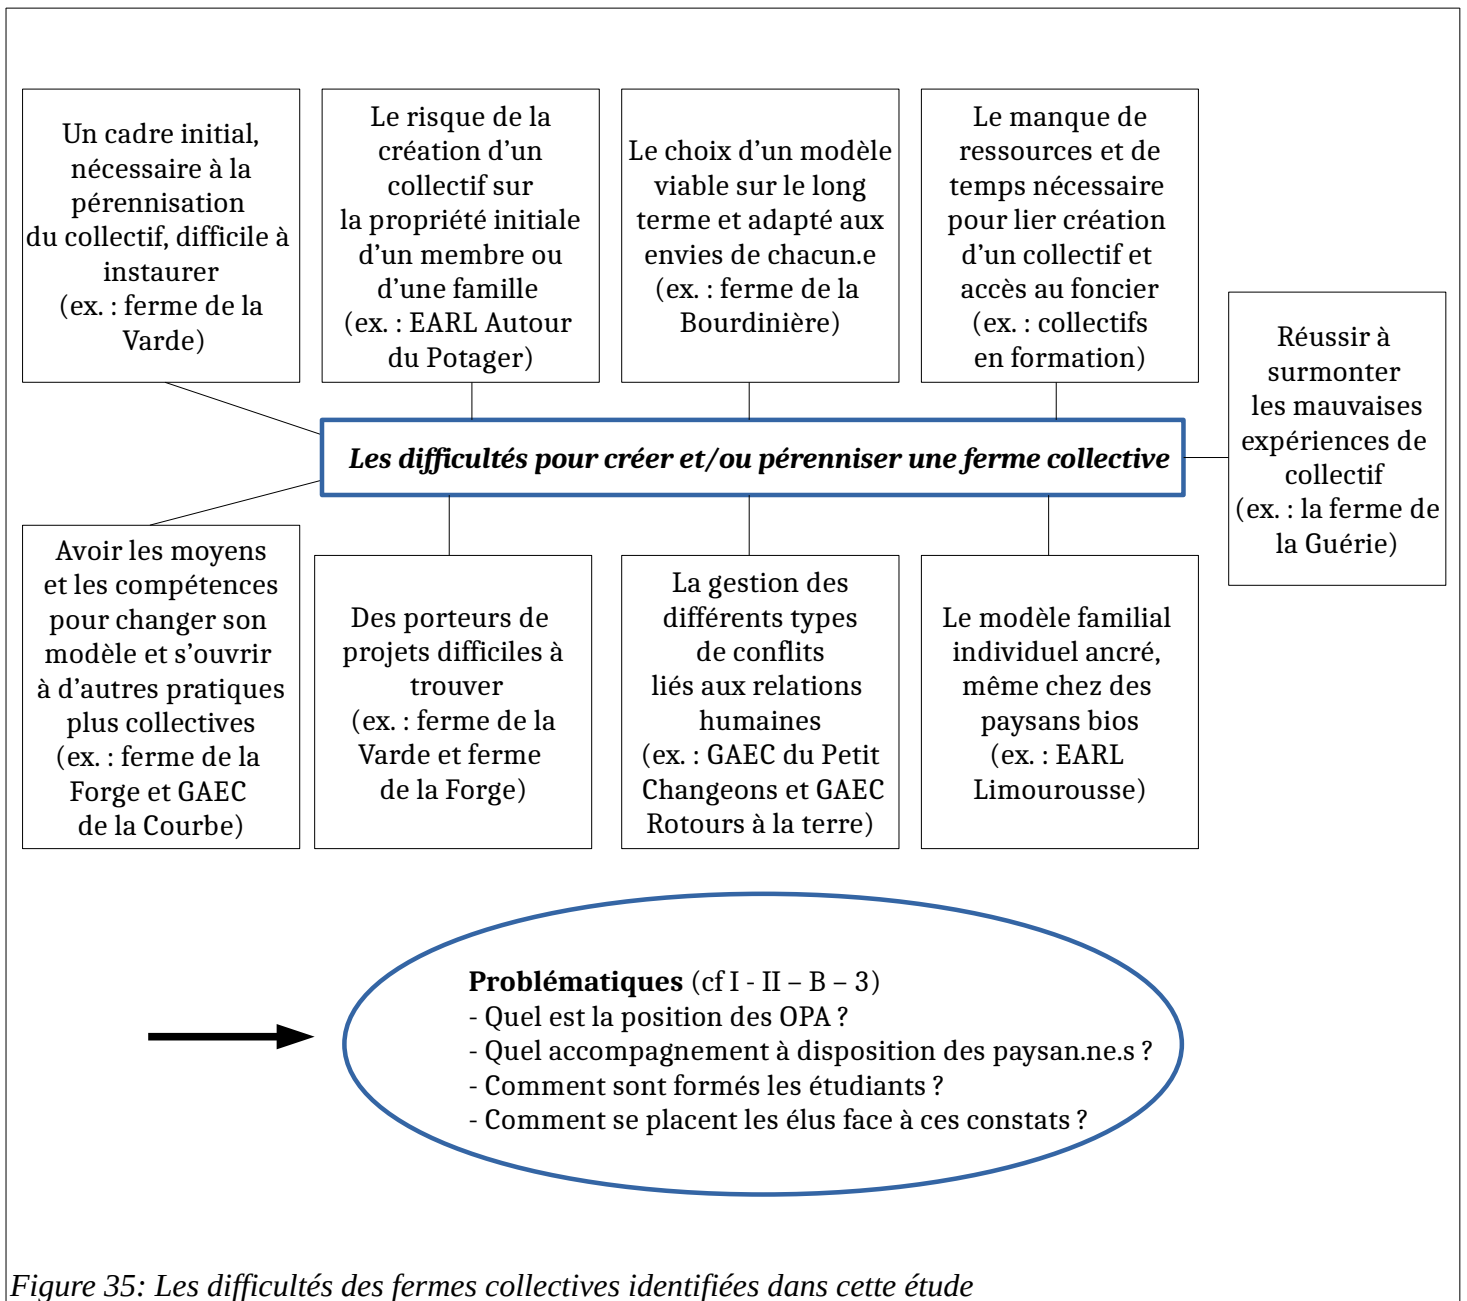 Un cadre initial,
nécessaire à la
pérennisation
du collectif, difficile à
instaurer
(ex. : ferme de la
Varde)
Le risque de la
création d’un
collectif sur
la propriété initiale
d’un membre ou
d’une famille
(ex. : EARL Autour
du Potager)
Le choix d’un modèle
viable sur le long
terme et adapté aux
envies de chacun.e
(ex. : ferme de la
Bourdinière)
Le manque de
ressources et de
temps nécessaire
pour lier création
d’un collectif et
accès au foncier
(ex. : collectifs
en formation)
Réussir à
surmonter
les mauvaises
expériences de
collectif
(ex. : la ferme de
la Guérie)
Les difficultés pour créer et/ou pérenniser une ferme collective
Avoir les moyens
et les compétences
pour changer son
modèle et s’ouvrir
à d’autres pratiques
plus collectives
(ex. : ferme de la
Forge et GAEC
de la Courbe)
Des porteurs de
projets difficiles à
trouver
(ex. : ferme de la
Varde et ferme
de la Forge)
La gestion des
différents types
de conflits
liés aux relations
humaines
(ex. : GAEC du Petit
Changeons et GAEC
Rotours à la terre)
Le modèle familial
individuel ancré,
même chez des
paysans bios
(ex. : EARL
Limourousse)
Problématiques (cf I - II – B – 3)
- Quel est la position des OPA ?
- Quel accompagnement à disposition des paysan.ne.s ?
- Comment sont formés les étudiants ?
- Comment se placent les élus face à ces constats ?
Figure 35: Les difficultés des fermes collectives identifiées dans cette étude